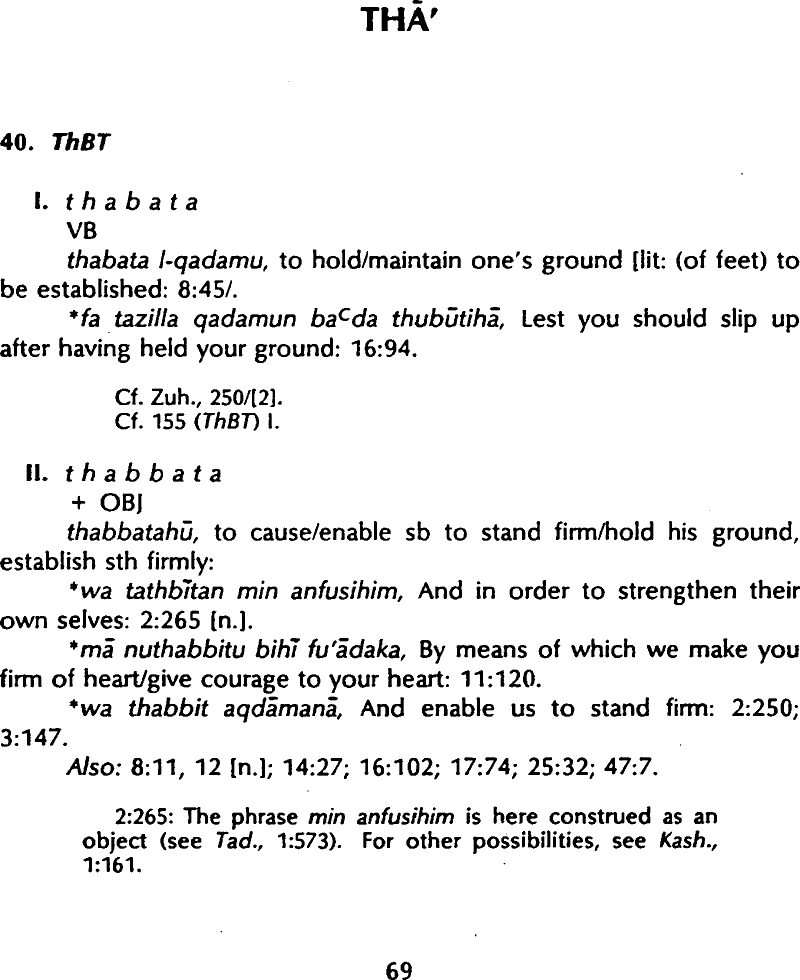 THĀ'
40. ThBT
I. t h a b a t a
VB
thabata l-qadamu, to hold/maintain one's ground [lit: (of feet) to
be established: 8:45/.
*fa tazilla qadamun baᶜda thubūtihā, Lest you should slip up
after having held your ground: 16:94.
Cf. Zuh., 250/[2].
Cf. 155 (ThBT) I.
II. t h a b b a t a
+ OBJ
thabbatahū, to cause/enable sb to stand firm/hold his ground,
establish sth firmly:
*wa tathbītan min anfusihim, And in order to strengthen their
own selves: 2:265 [n.].
*mā nuthabbitu bihī fu'ādaka, By means of which we make you
firm of heart/give courage to your heart: 11:120.
*wa thabbit aqdāmanā, And enable us to stand firm: 2:250;
3:147.
Also: 8:11, 12 [n.]; 14:27; 16:102; 17:74; 25:32; 47:7.
2:265: The phrase min anfusihim is here construed as an
object (see Tad., 1:573). For other possibilities, see Kash.,
1:161.
69